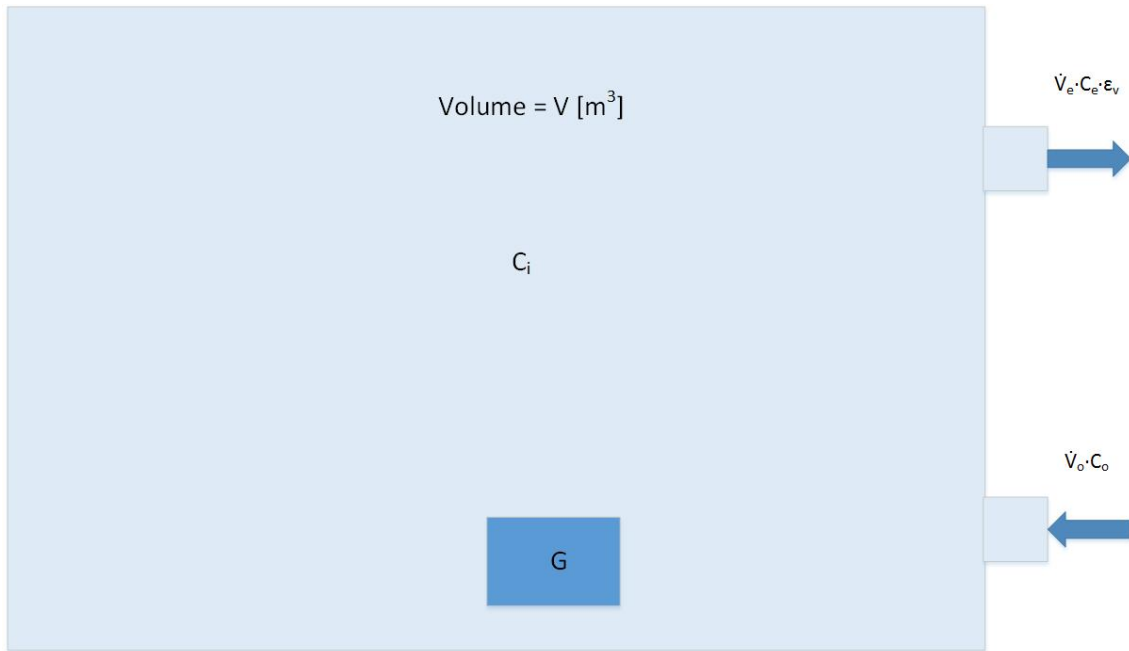 Volume = V [m³]
V̇ₑ·Cₑ·εᵥ
Cᵢ
V̇ₒ·Cₒ
G